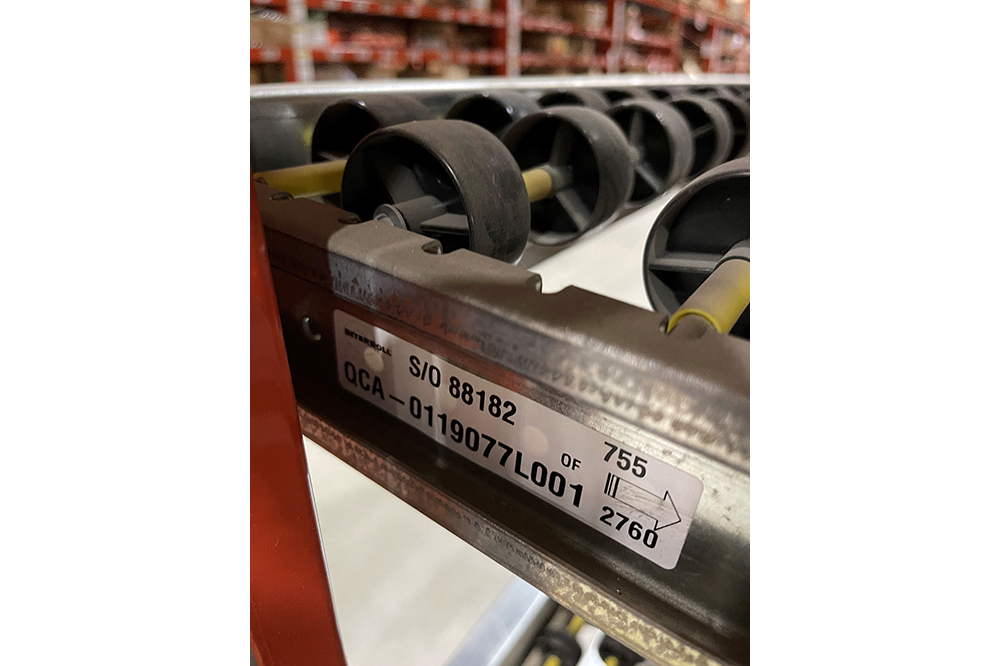 INTERROLL
S/O 88182
QCA-0119077L001
755
OF
2760